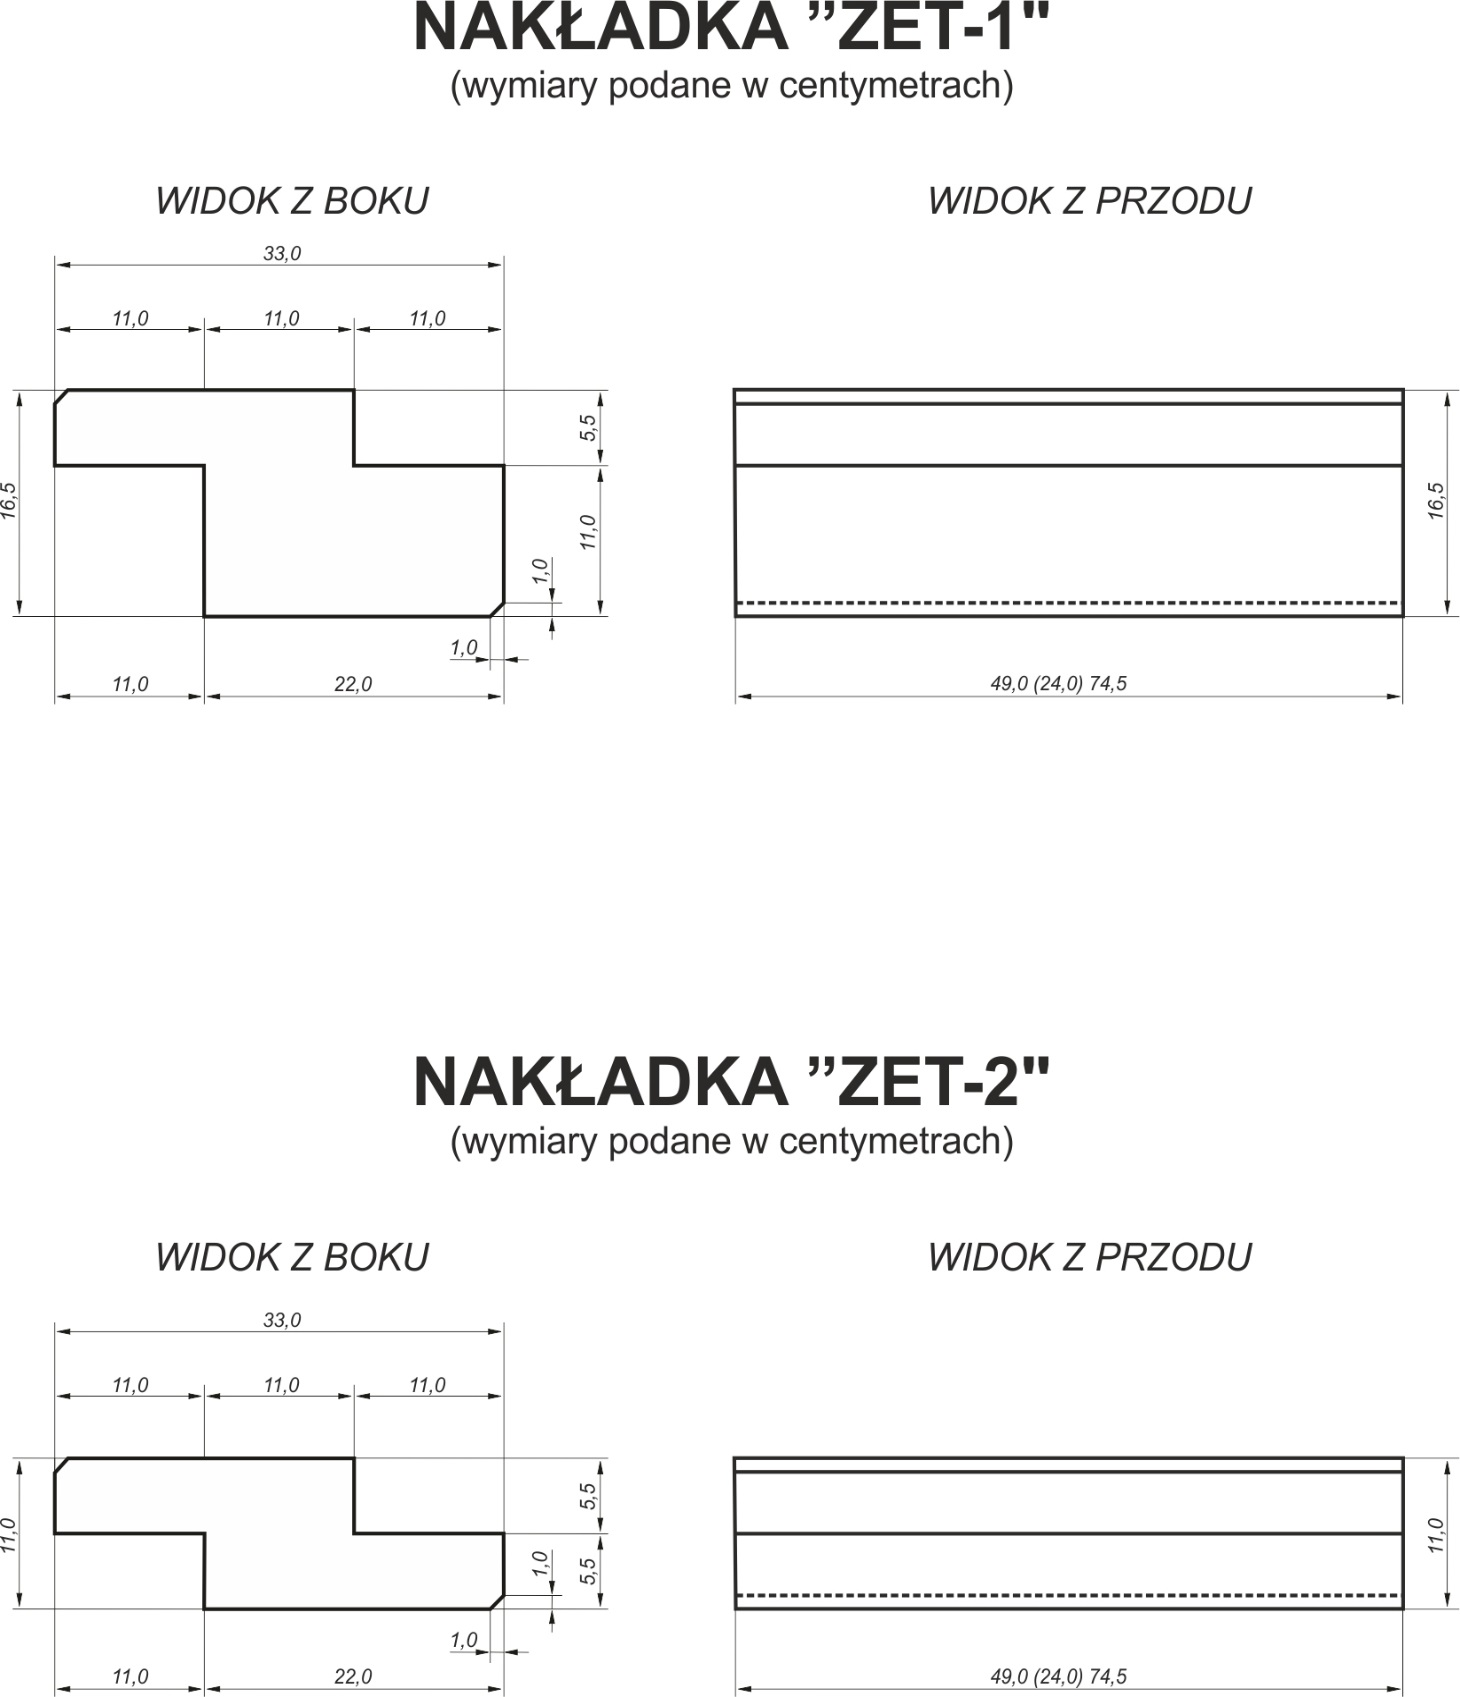 NAKŁADKA ”ZET-1"
(wymiary podane w centymetrach)
WIDOK Z BOKU
WIDOK Z PRZODU
33,0
11,0 11,0 11,0
5,5
16,5
11,0
1,0
1,0
11,0 22,0
16,5
49,0 (24,0) 74,5
NAKŁADKA ”ZET-2"
(wymiary podane w centymetrach)
WIDOK Z BOKU
WIDOK Z PRZODU
33,0
11,0 11,0 11,0
5,5
11,0
5,5
1,0
1,0
11,0 22,0
11,0
49,0 (24,0) 74,5